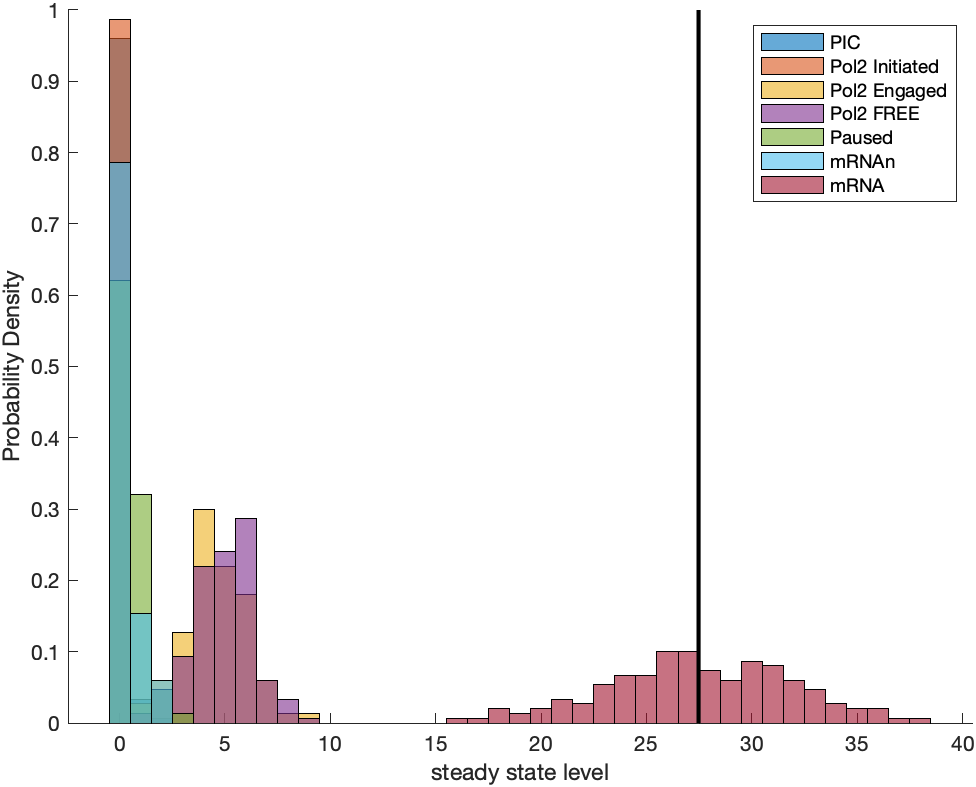 1
0.9
0.8
0.7
0.6
0.5
0.4
0.3
0.2
0.1
0
Probability Density
PIC
Pol2 Initiated
Pol2 Engaged
Pol2 FREE
Paused
mRNAn
mRNA
0 5 10 15 20 25 30 35 40
steady state level